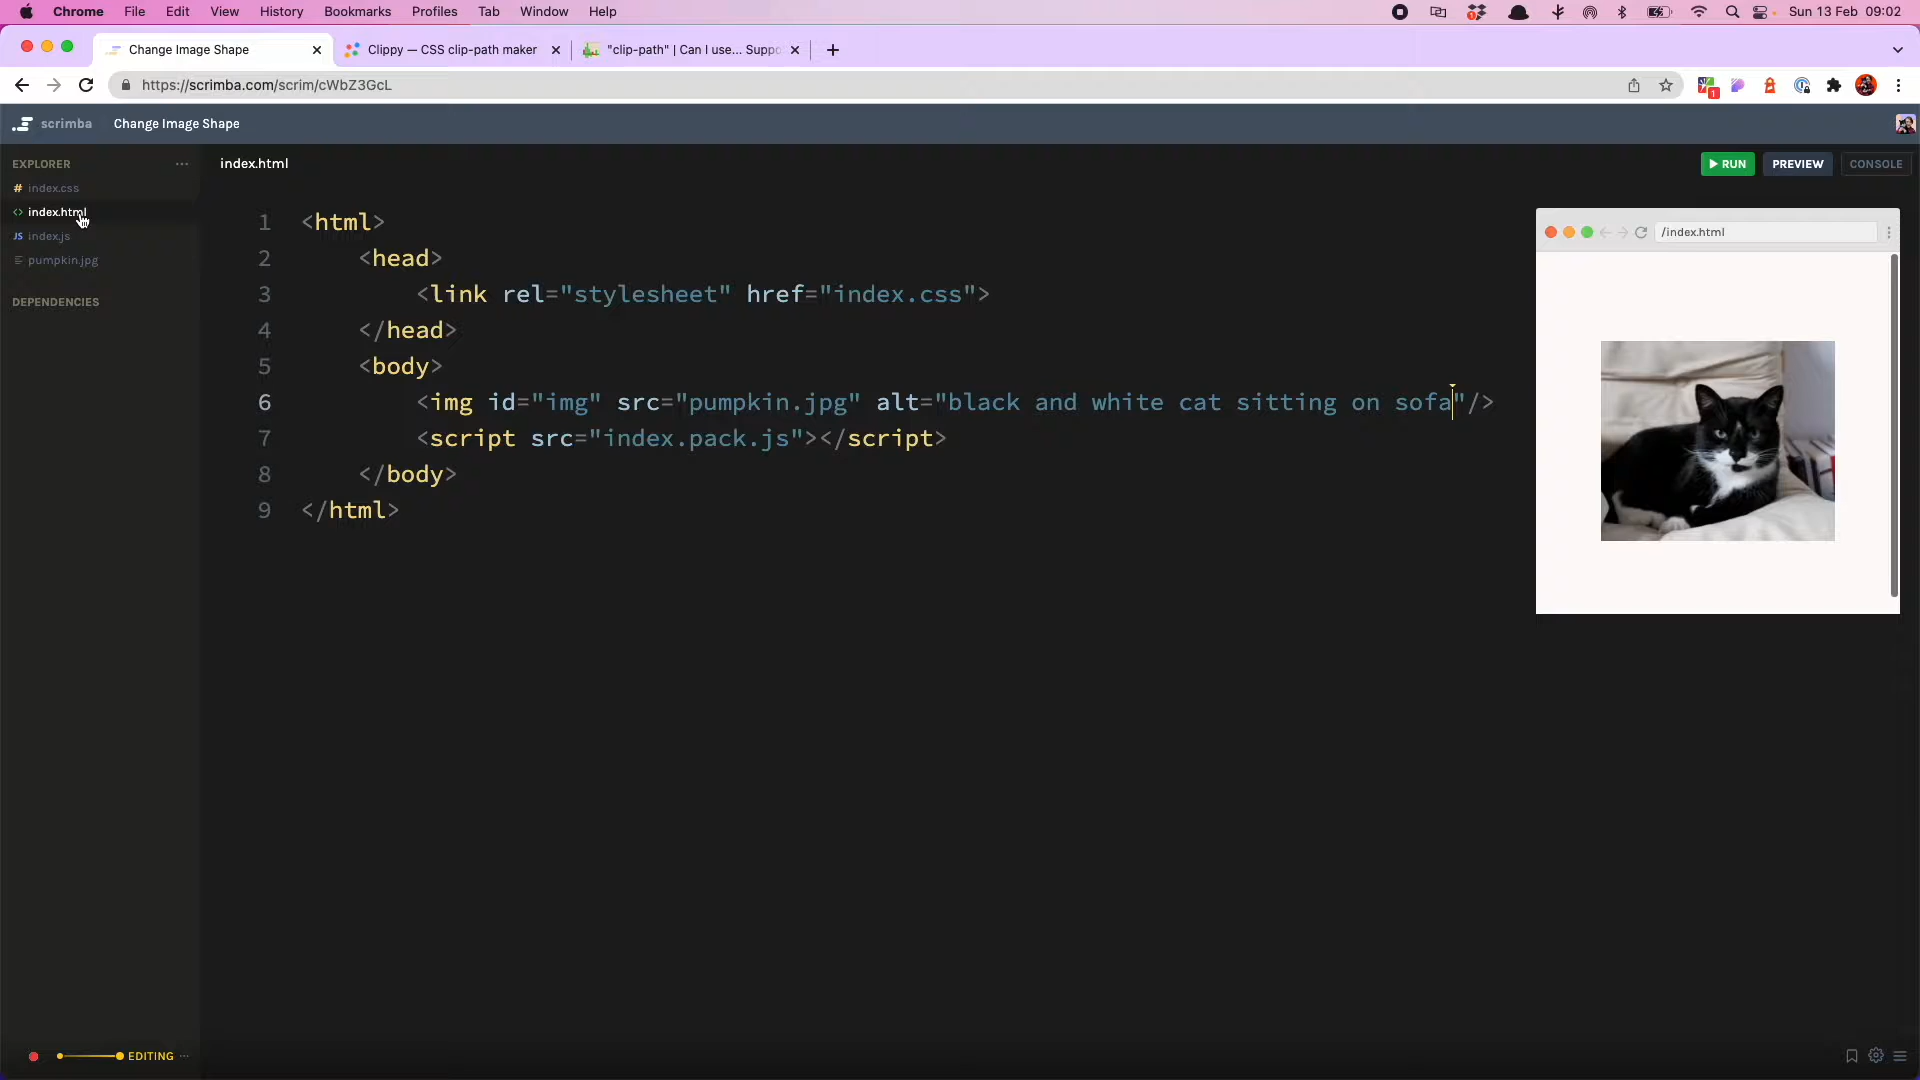 Chrome File Edit View History Bookmarks Profiles Tab Window Help
1
Sun 13 Feb 09:02
Change Image Shape
Clippy — CSS clip-path maker
"clip-path" | Can I use... Suppo
https://scrimba.com/scrim/cWbZ3GcL
1
scrimba Change Image Shape
EXPLORER
index.html
RUN PREVIEW CONSOLE
# index.css
<> index.html
JS index.js
pumpkin.jpg
DEPENDENCIES
1 <html>
2 <head>
3 <link rel="stylesheet" href="index.css">
4 </head>
5 <body>
6 <img id="img" src="pumpkin.jpg" alt="black and white cat sitting on sofa"/>
7 <script src="index.pack.js"></script>
8 </body>
9 </html>
/index.html
EDITING